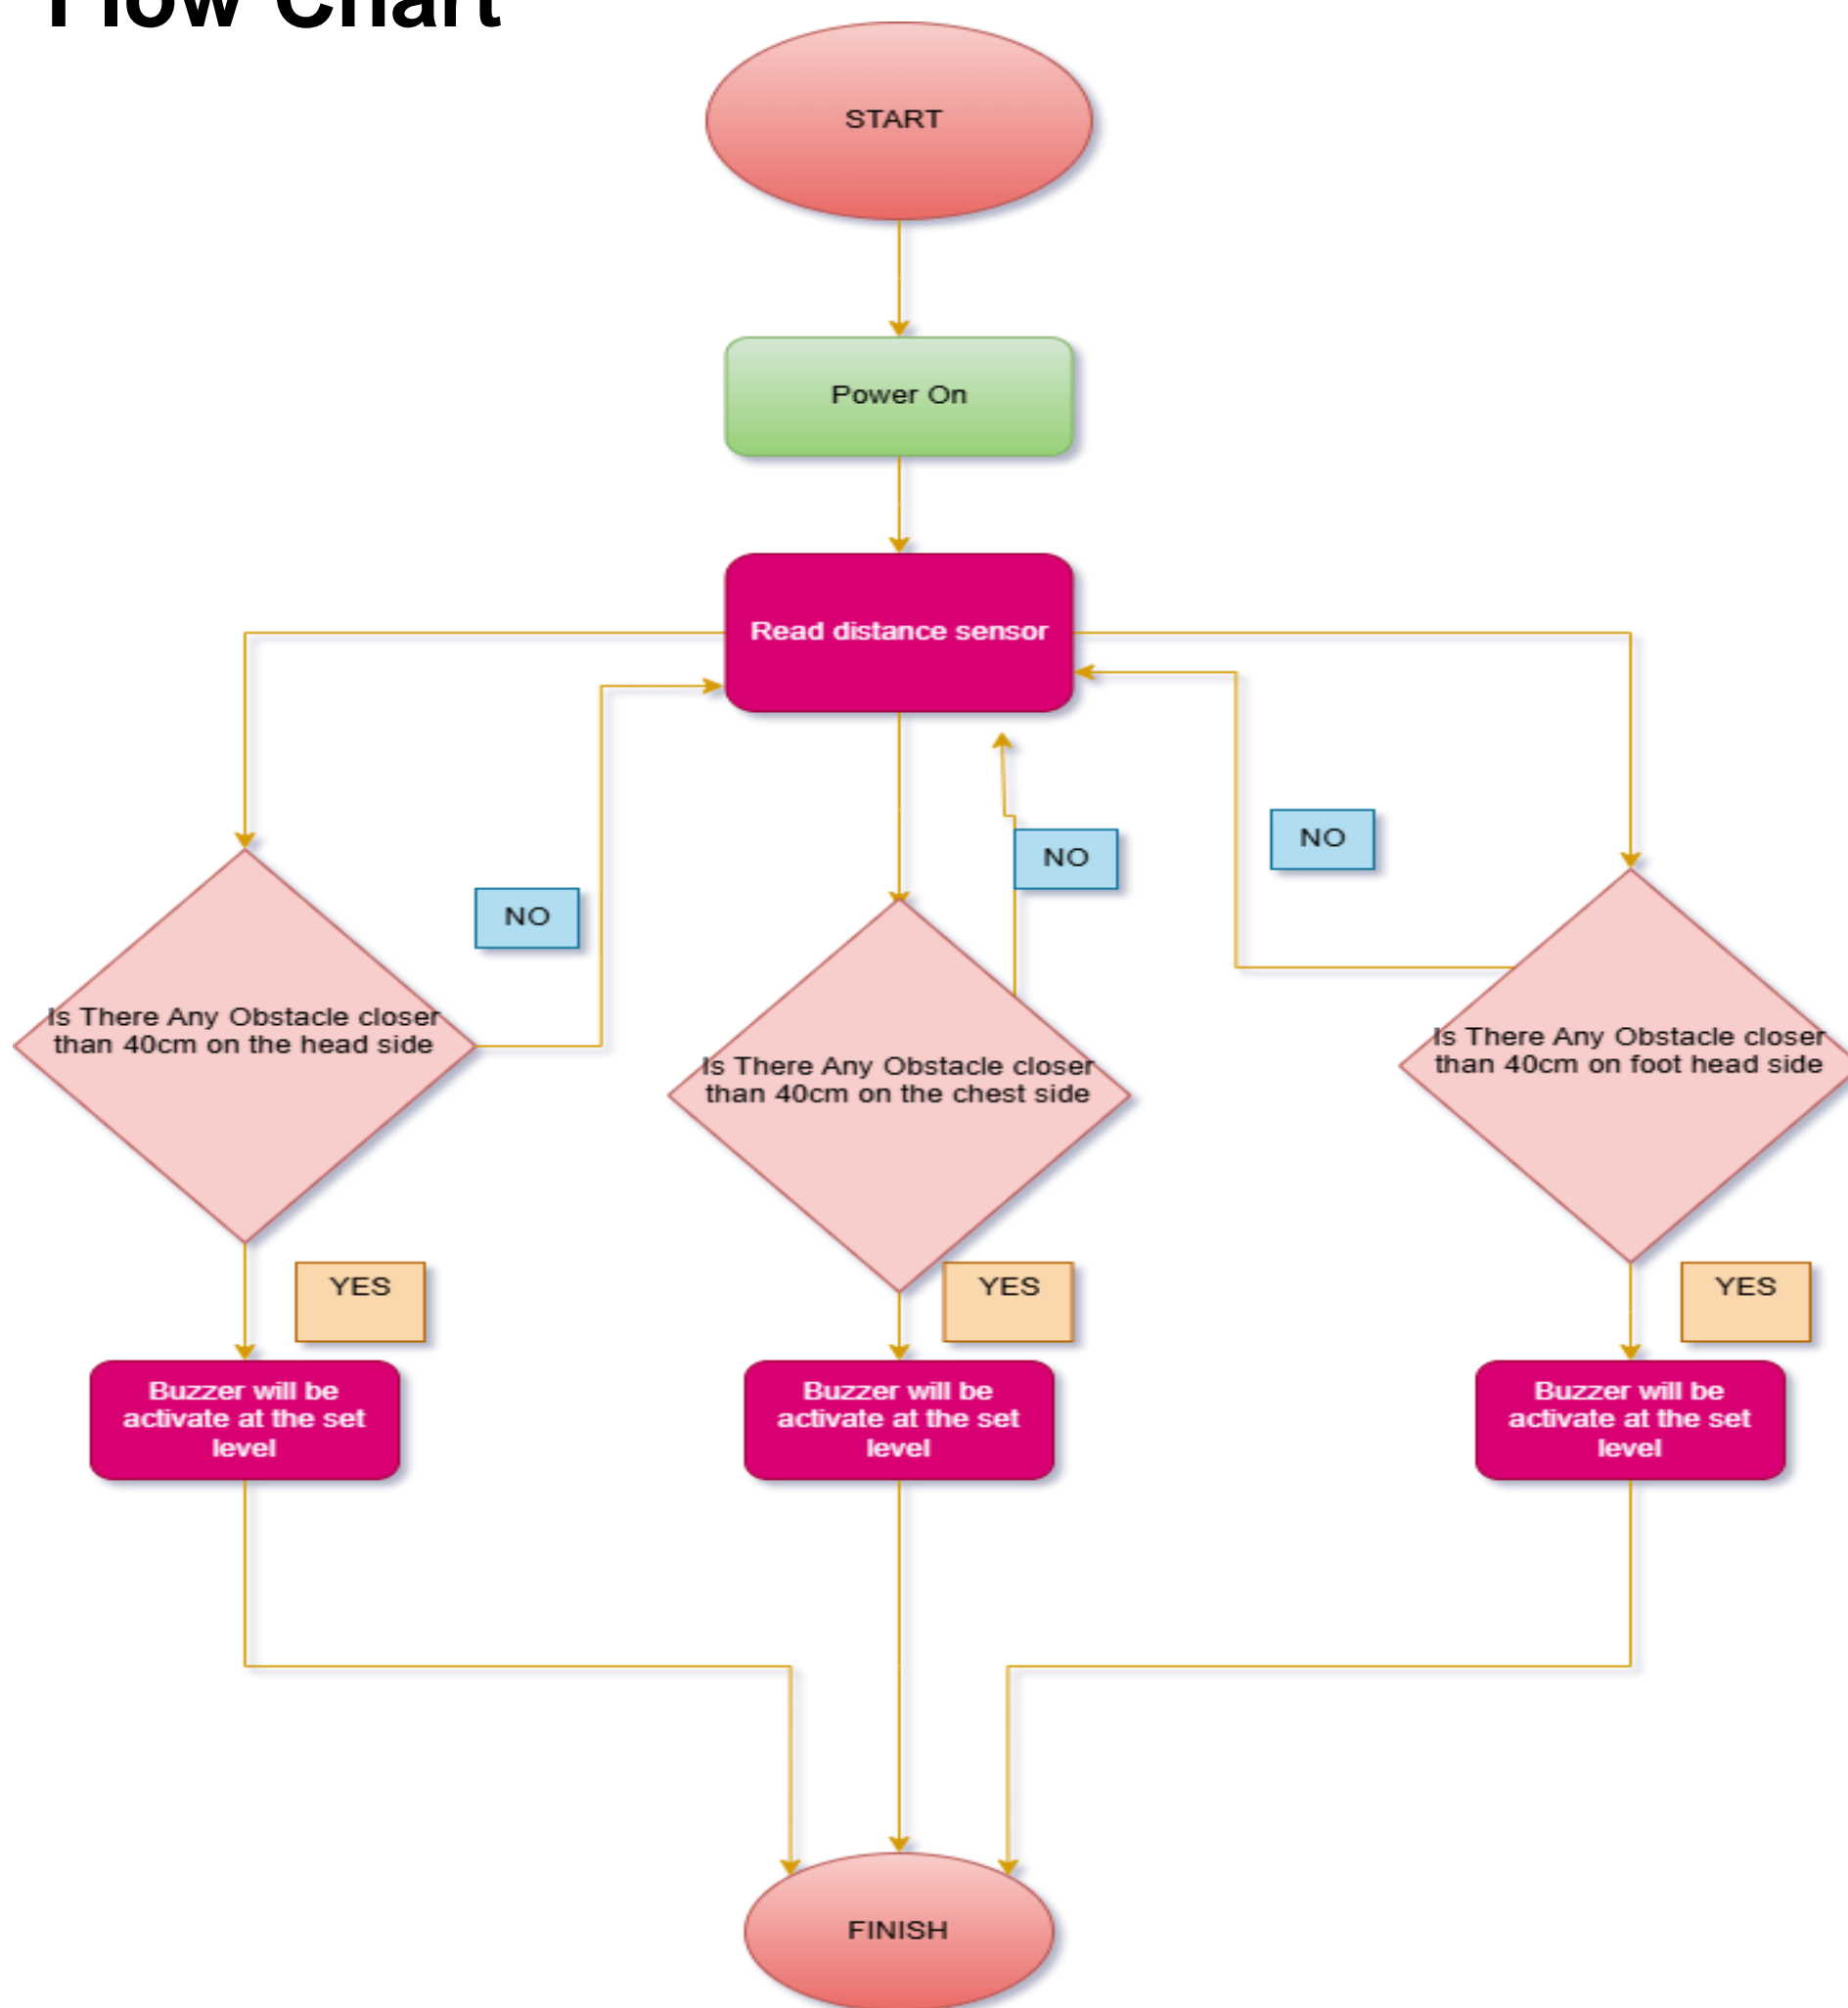 Flow Chart
START
Power On
Read distance sensor
NO
NO
NO
Is There Any Obstacle closer
than 40cm on the head side
Is There Any Obstacle closer
than 40cm on the chest side
Is There Any Obstacle closer
than 40cm on foot head side
YES
YES
YES
Buzzer will be
activate at the set
level
Buzzer will be
activate at the set
level
Buzzer will be
activate at the set
level
FINISH